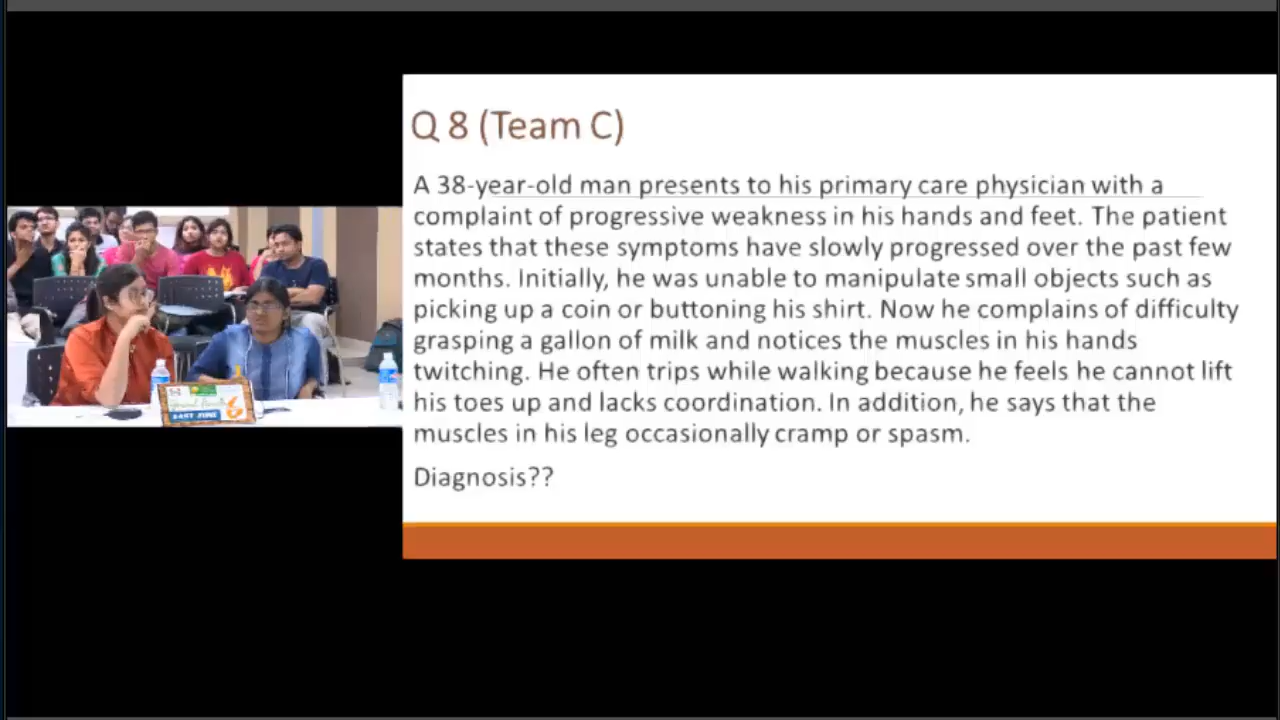 Q 8 (Team C)
A 38-year-old man presents to his primary care physician with a
complaint of progressive weakness in his hands and feet. The patient
states that these symptoms have slowly progressed over the past few
months. Initially, he was unable to manipulate small objects such as
picking up a coin or buttoning his shirt. Now he complains of difficulty
grasping a gallon of milk and notices the muscles in his hands
twitching. He often trips while walking because he feels he cannot lift
his toes up and lacks coordination. In addition, he says that the
muscles in his leg occasionally cramp or spasm.
Diagnosis??